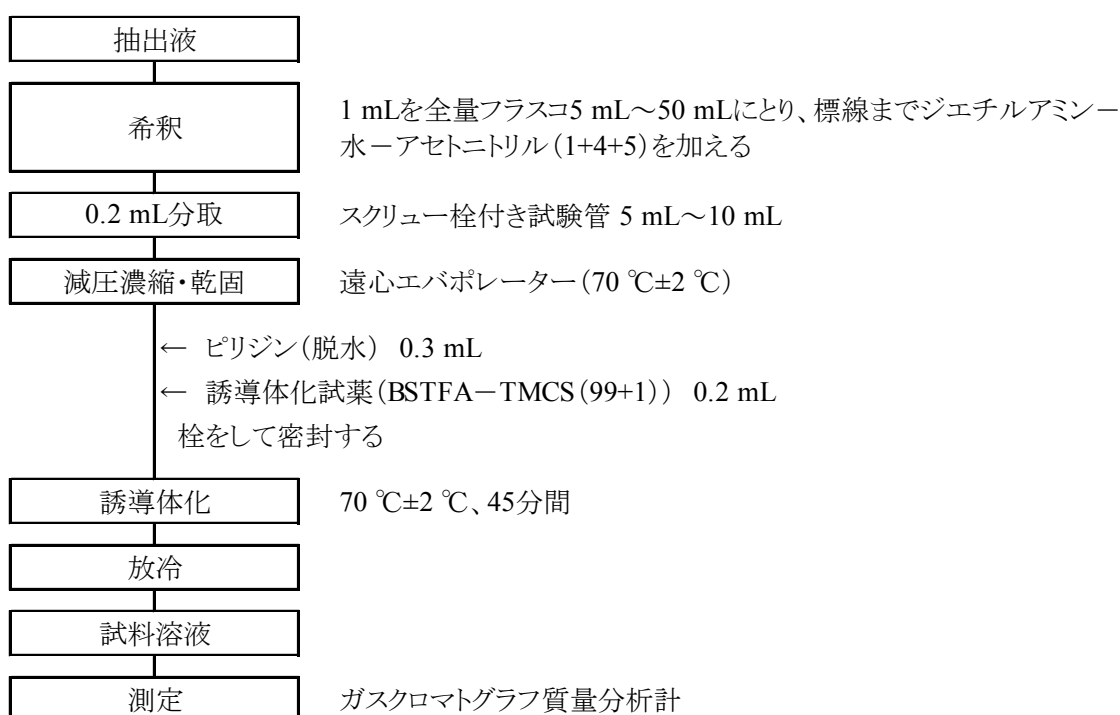 抽出液
希釈
1 mLを全量フラスコ5 mL～50 mLにとり、標線までジエチルアミン－
水－アセトニトリル(1+4+5)を加える
0.2 mL分取
スクリュー栓付き試験管 5 mL～10 mL
減圧濃縮・乾固
遠心エバポレーター(70 ℃±2 ℃)
← ピリジン(脱水) 0.3 mL
← 誘導体化試薬(BSTFA－TMCS(99+1)) 0.2 mL
栓をして密封する
誘導体化
70 ℃±2 ℃、45分間
放冷
試料溶液
測定
ガスクロマトグラフ質量分析計